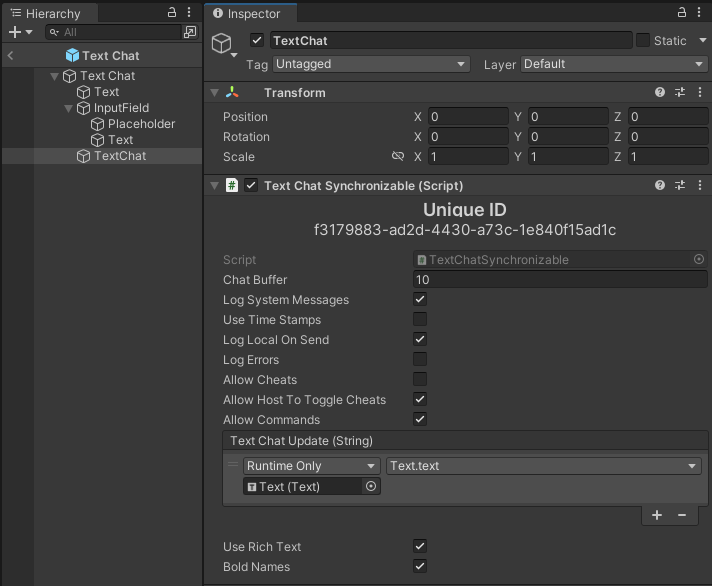 Hierarchy
All
Text Chat
Text Chat
Text
InputField
Placeholder
Text
TextChat
Inspector
TextChat
Static
Tag Untagged Layer Default
Transform
Position X 0 Y 0 Z 0
Rotation X 0 Y 0 Z 0
Scale X 1 Y 1 Z 1
# Text Chat Synchronizable (Script)
Unique ID
f3179883-ad2d-4430-a73c-1e840f15ad1c
Script # TextChatSynchronizable
Chat Buffer 10
Log System Messages
Use Time Stamps
Log Local On Send
Log Errors
Allow Cheats
Allow Host To Toggle Cheats
Allow Commands
Text Chat Update (String)
Runtime Only Text.text
T Text (Text)
+ −
Use Rich Text
Bold Names